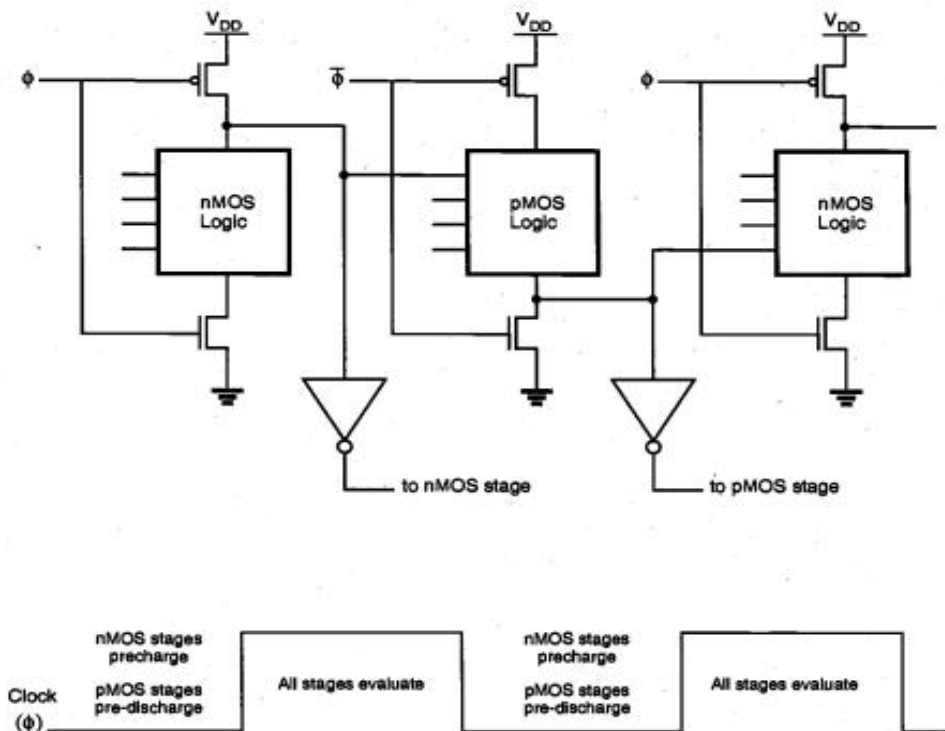 V_DD
V_DD
V_DD
ϕ
ϕ̅
ϕ
nMOS
Logic
pMOS
Logic
nMOS
Logic
to nMOS stage
to pMOS stage
nMOS stages
precharge
pMOS stages
pre-discharge
All stages evaluate
nMOS stages
precharge
pMOS stages
pre-discharge
All stages evaluate
Clock
(ϕ)